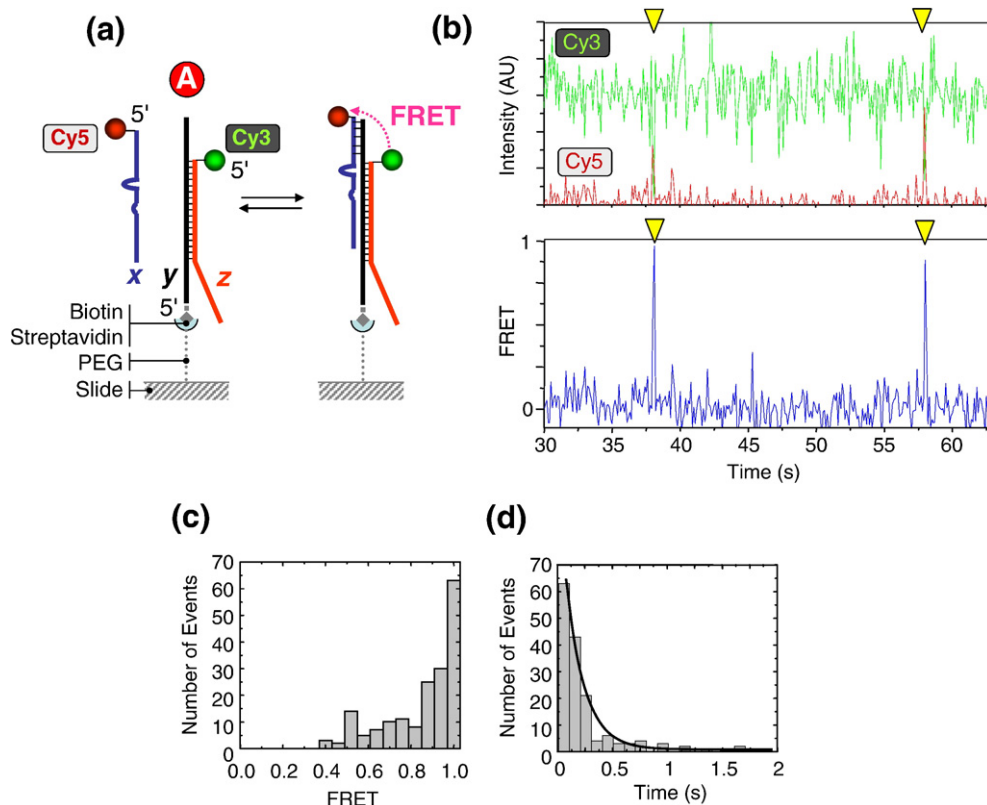 (a)
A
5'
Cy5
FRET
Cy3
5'
x
y
z
5'
Biotin
Streptavidin
PEG
Slide
(b)
Cy3
Cy5
Intensity (AU)
1
FRET
0
30 35 40 45 50 55 60
Time (s)
(c)
70
60
50
40
30
20
10
0
Number of Events
0.0 0.2 0.4 0.6 0.8 1.0
FRET
(d)
70
60
50
40
30
20
10
0
Number of Events
0 0.5 1 1.5 2
Time (s)